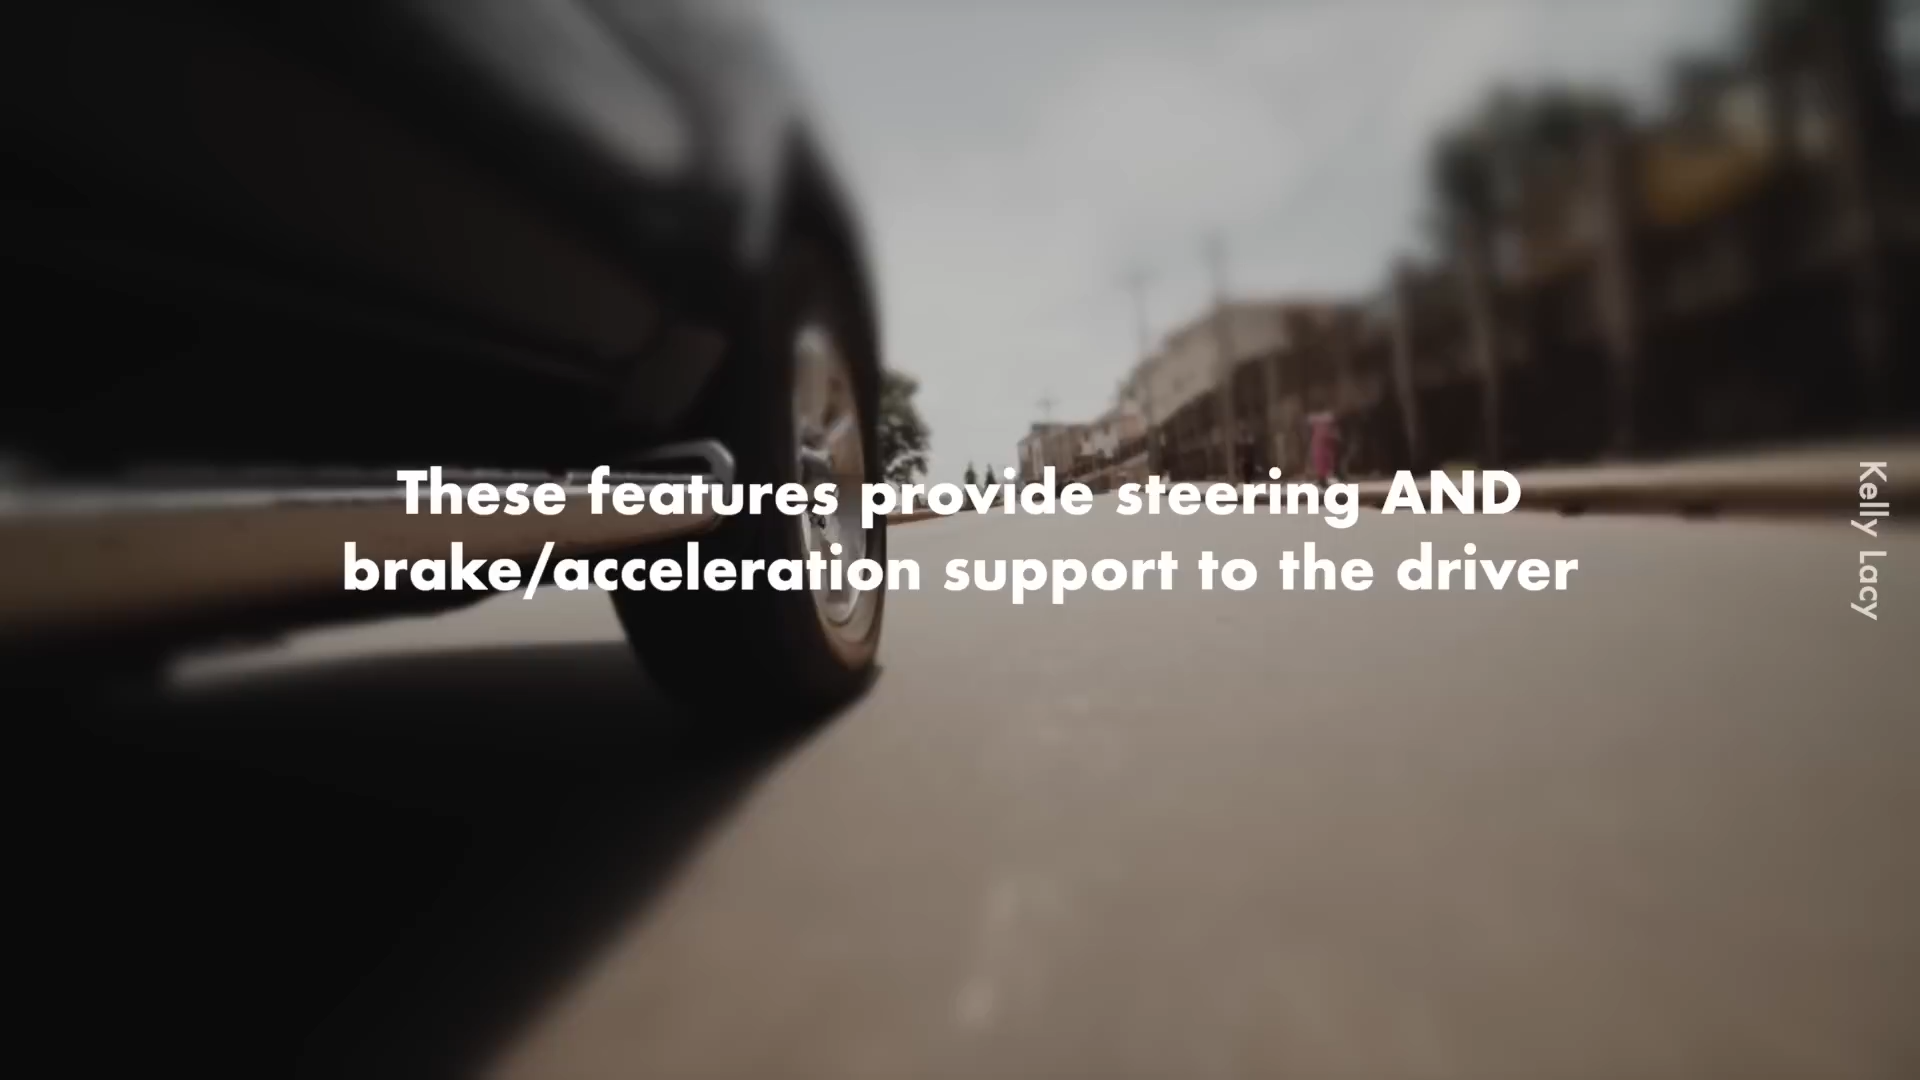 These features provide steering AND
brake/acceleration support to the driver
Kelly Lacy